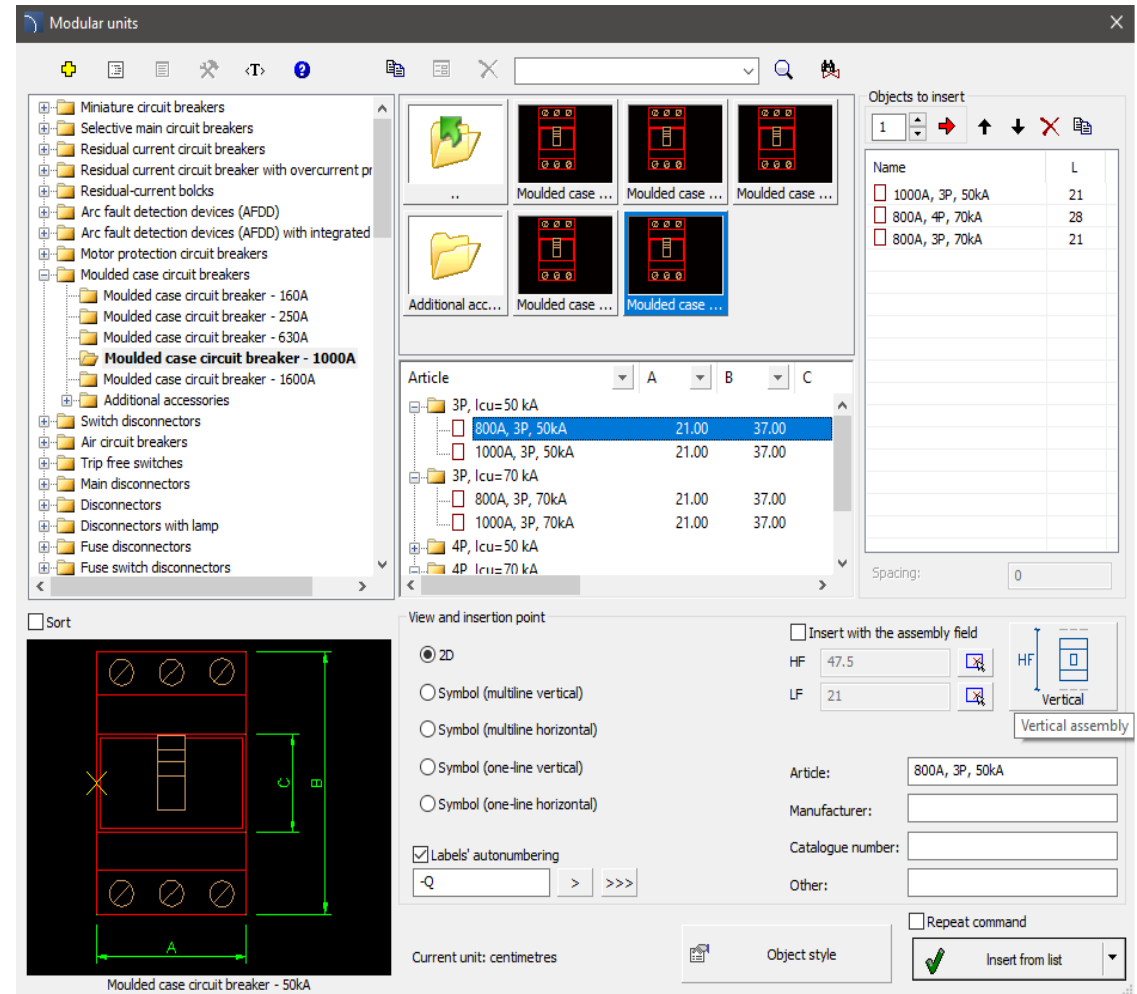 Modular units
<T>
Objects to insert
1
Name L
1000A, 3P, 50kA 21
800A, 4P, 70kA 28
800A, 3P, 70kA 21
Spacing: 0
Miniature circuit breakers
Selective main circuit breakers
Residual current circuit breakers
Residual current circuit breaker with overcurrent pr
Residual-current bolcks
Arc fault detection devices (AFDD)
Arc fault detection devices (AFDD) with integrated
Motor protection circuit breakers
Moulded case circuit breakers
Moulded case circuit breaker - 160A
Moulded case circuit breaker - 250A
Moulded case circuit breaker - 630A
Moulded case circuit breaker - 1000A
Moulded case circuit breaker - 1600A
Additional accessories
Switch disconnectors
Air circuit breakers
Trip free switches
Main disconnectors
Disconnectors
Disconnectors with lamp
Fuse disconnectors
Fuse switch disconnectors
..
Moulded case ...
Moulded case ...
Moulded case ...
Additional acc...
Moulded case ...
Moulded case ...
Article A B C
3P, Icu=50 kA
800A, 3P, 50kA 21.00 37.00
1000A, 3P, 50kA 21.00 37.00
3P, Icu=70 kA
800A, 3P, 70kA 21.00 37.00
1000A, 3P, 70kA 21.00 37.00
4P, Icu=50 kA
4P, Icu=70 kA
Sort
C
B
A
Moulded case circuit breaker - 50kA
View and insertion point
2D
Symbol (multiline vertical)
Symbol (multiline horizontal)
Symbol (one-line vertical)
Symbol (one-line horizontal)
Labels' autonumbering
-Q > >>>
Insert with the assembly field
HF 47.5
LF 21
HF
Vertical
Vertical assembly
Article: 800A, 3P, 50kA
Manufacturer:
Catalogue number:
Other:
Repeat command
Current unit: centimetres
Object style
Insert from list